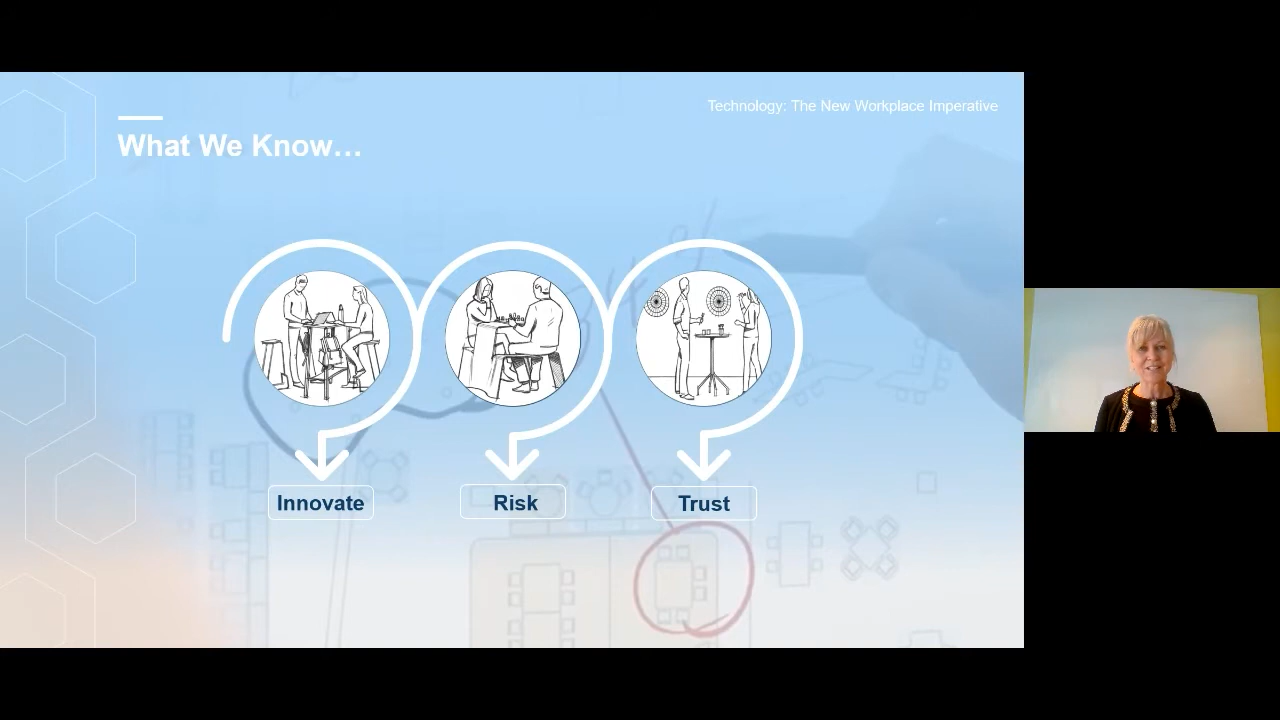 Technology: The New Workplace Imperative
What We Know...
Innovate
Risk
Trust